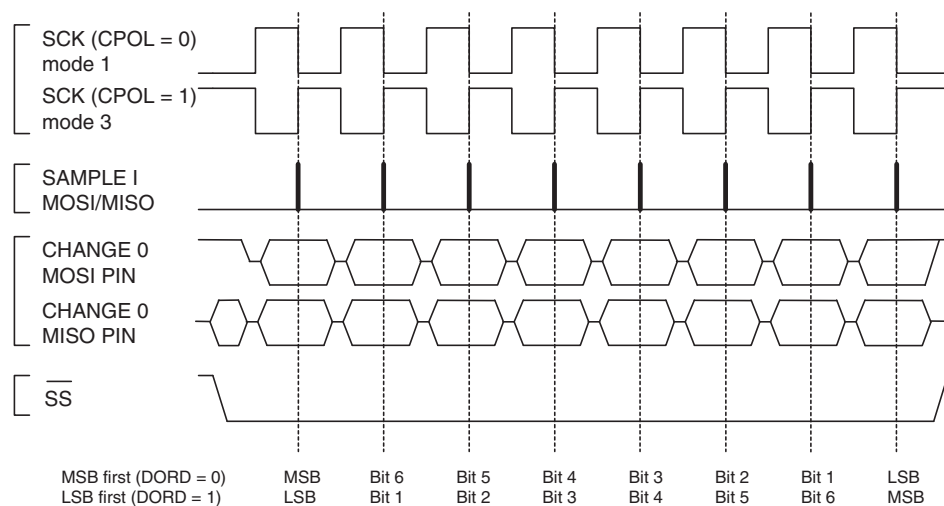 SCK (CPOL = 0)
mode 1
SCK (CPOL = 1)
mode 3
SAMPLE I
MOSI/MISO
CHANGE 0
MOSI PIN
CHANGE 0
MISO PIN
SS
MSB first (DORD = 0) MSB Bit 6 Bit 5 Bit 4 Bit 3 Bit 2 Bit 1 LSB
LSB first (DORD = 1) LSB Bit 1 Bit 2 Bit 3 Bit 4 Bit 5 Bit 6 MSB